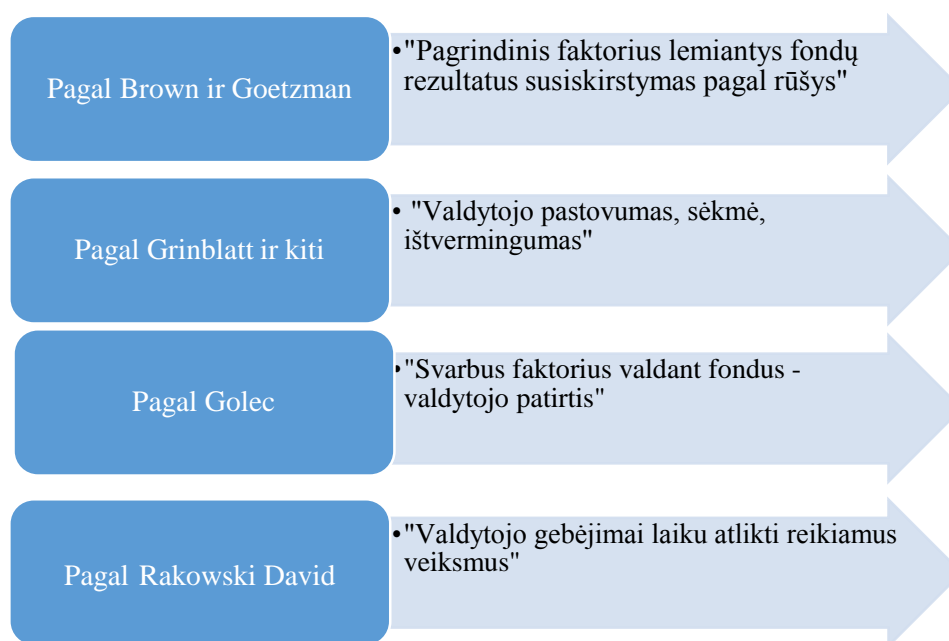 Pagal Brown ir Goetzman
•"Pagrindinis faktorius lemiantys fondų
rezultatus susiskirstymas pagal rūšys"
Pagal Grinblatt ir kiti
• "Valdytojo pastovumas, sėkmė,
ištvermingumas"
Pagal Golec
•"Svarbus faktorius valdant fondus -
valdytojo patirtis"
Pagal Rakowski David
•"Valdytojo gebėjimai laiku atlikti reikiamus
veiksmus"